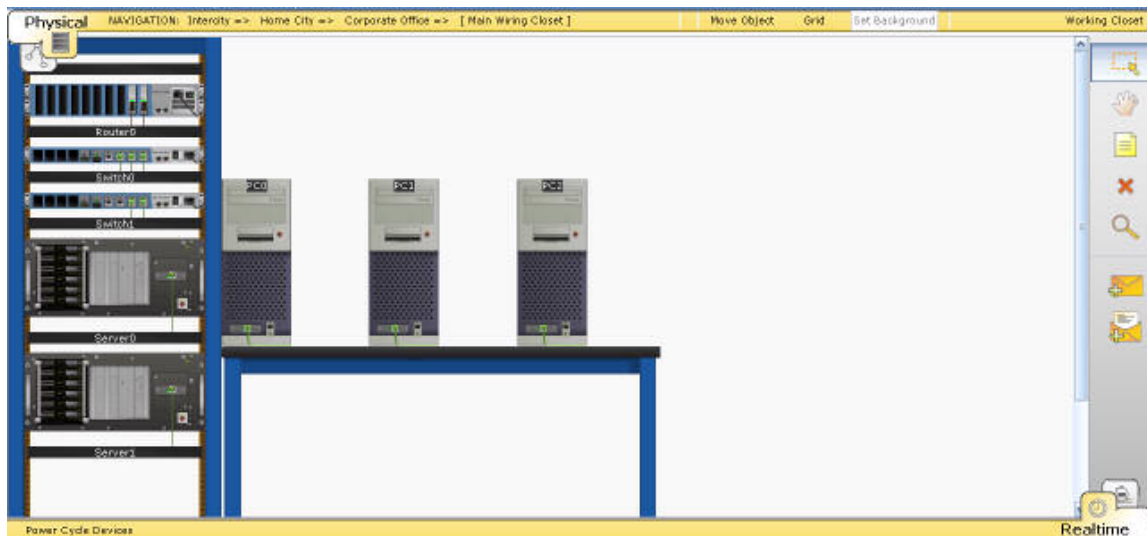 Physical NAVIGATION: Intercity => Home City => Corporate Office => [ Main Wiring Closet ] Move Object Grid Set Background Working Closet
Router0
Switch0
Switch1
Server0
Server1
PC0 PC1 PC2
Power Cycle Devices Realtime